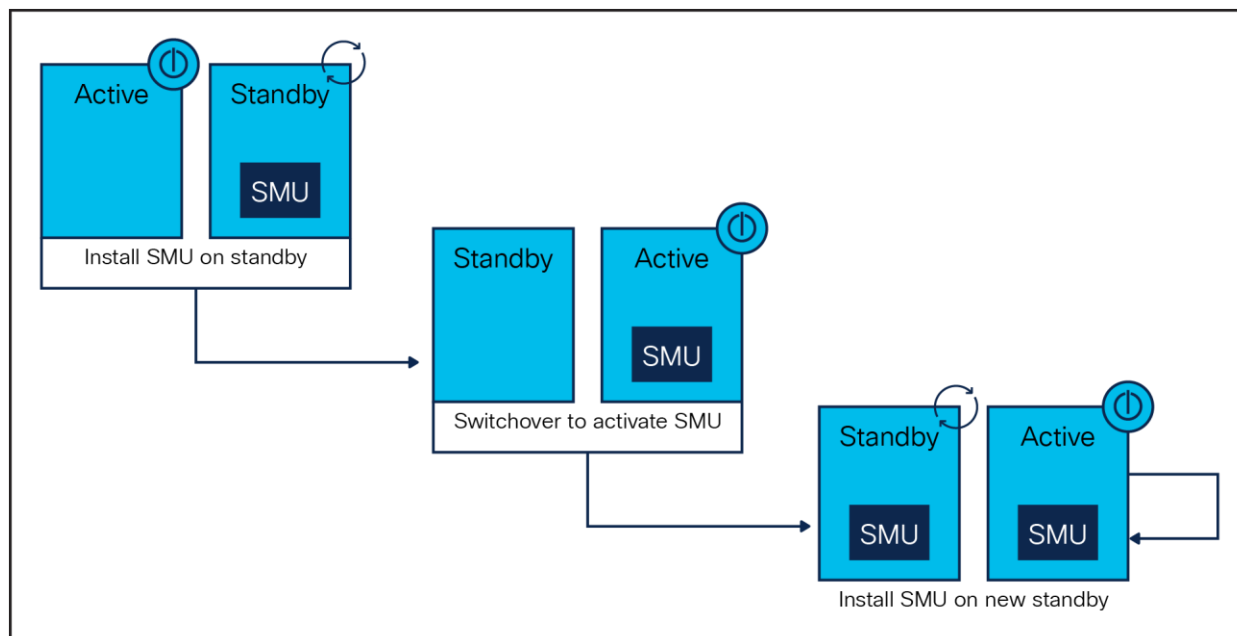 Active
Standby
SMU
Install SMU on standby
Standby
Active
SMU
Switchover to activate SMU
Standby
Active
SMU
SMU
Install SMU on new standby